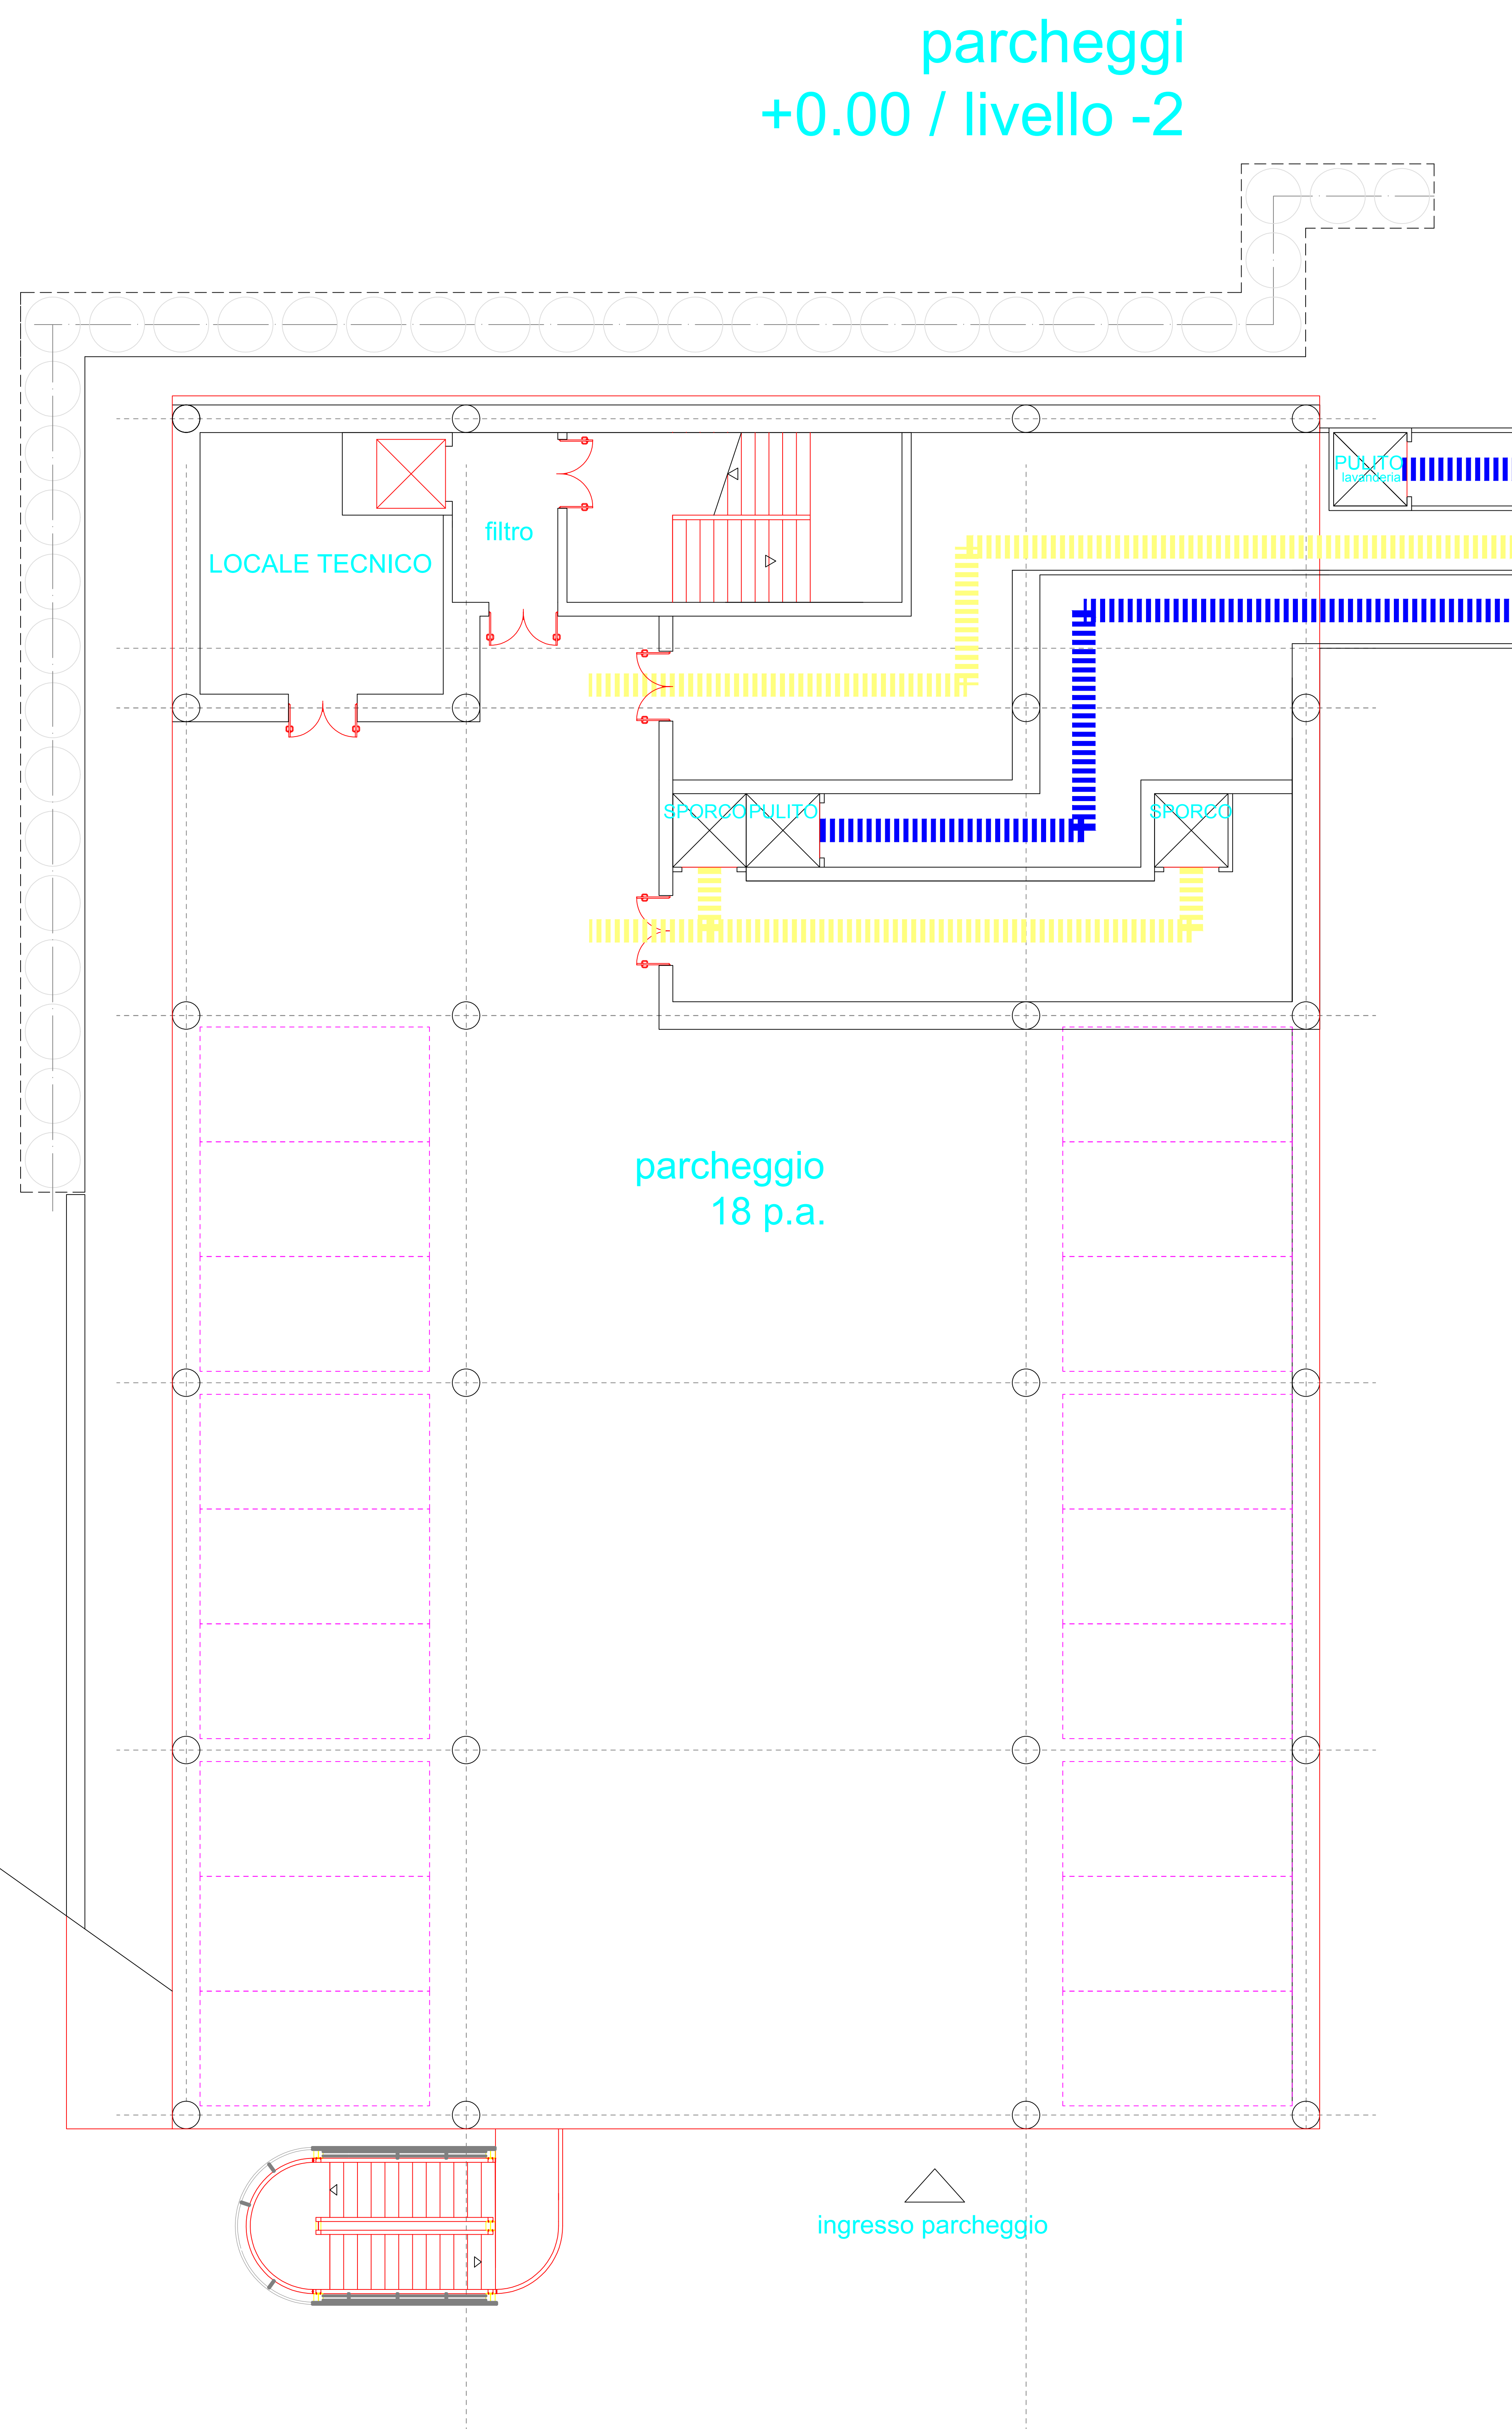 parcheggi
+0.00 / livello -2
PULITO
lavanderia
filtro
LOCALE TECNICO
SPORCO
PULITO
SPORCO
parcheggio
18 p.a.
ingresso parcheggio